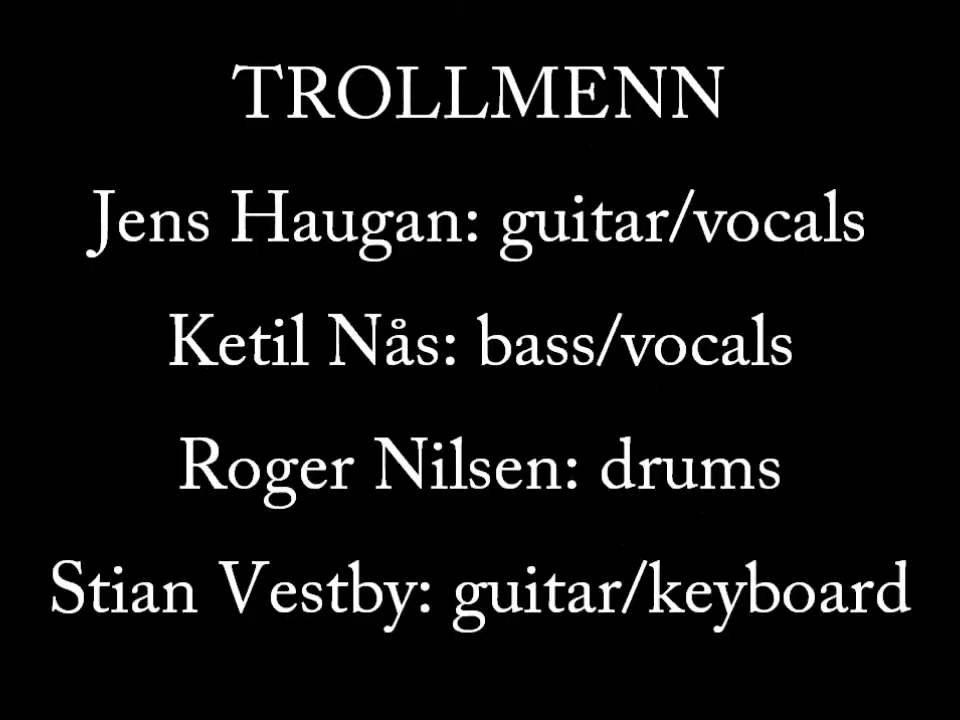 TROLLMENN
Jens Haugan: guitar/vocals
Ketil Nås: bass/vocals
Roger Nilsen: drums
Stian Vestby: guitar/keyboard